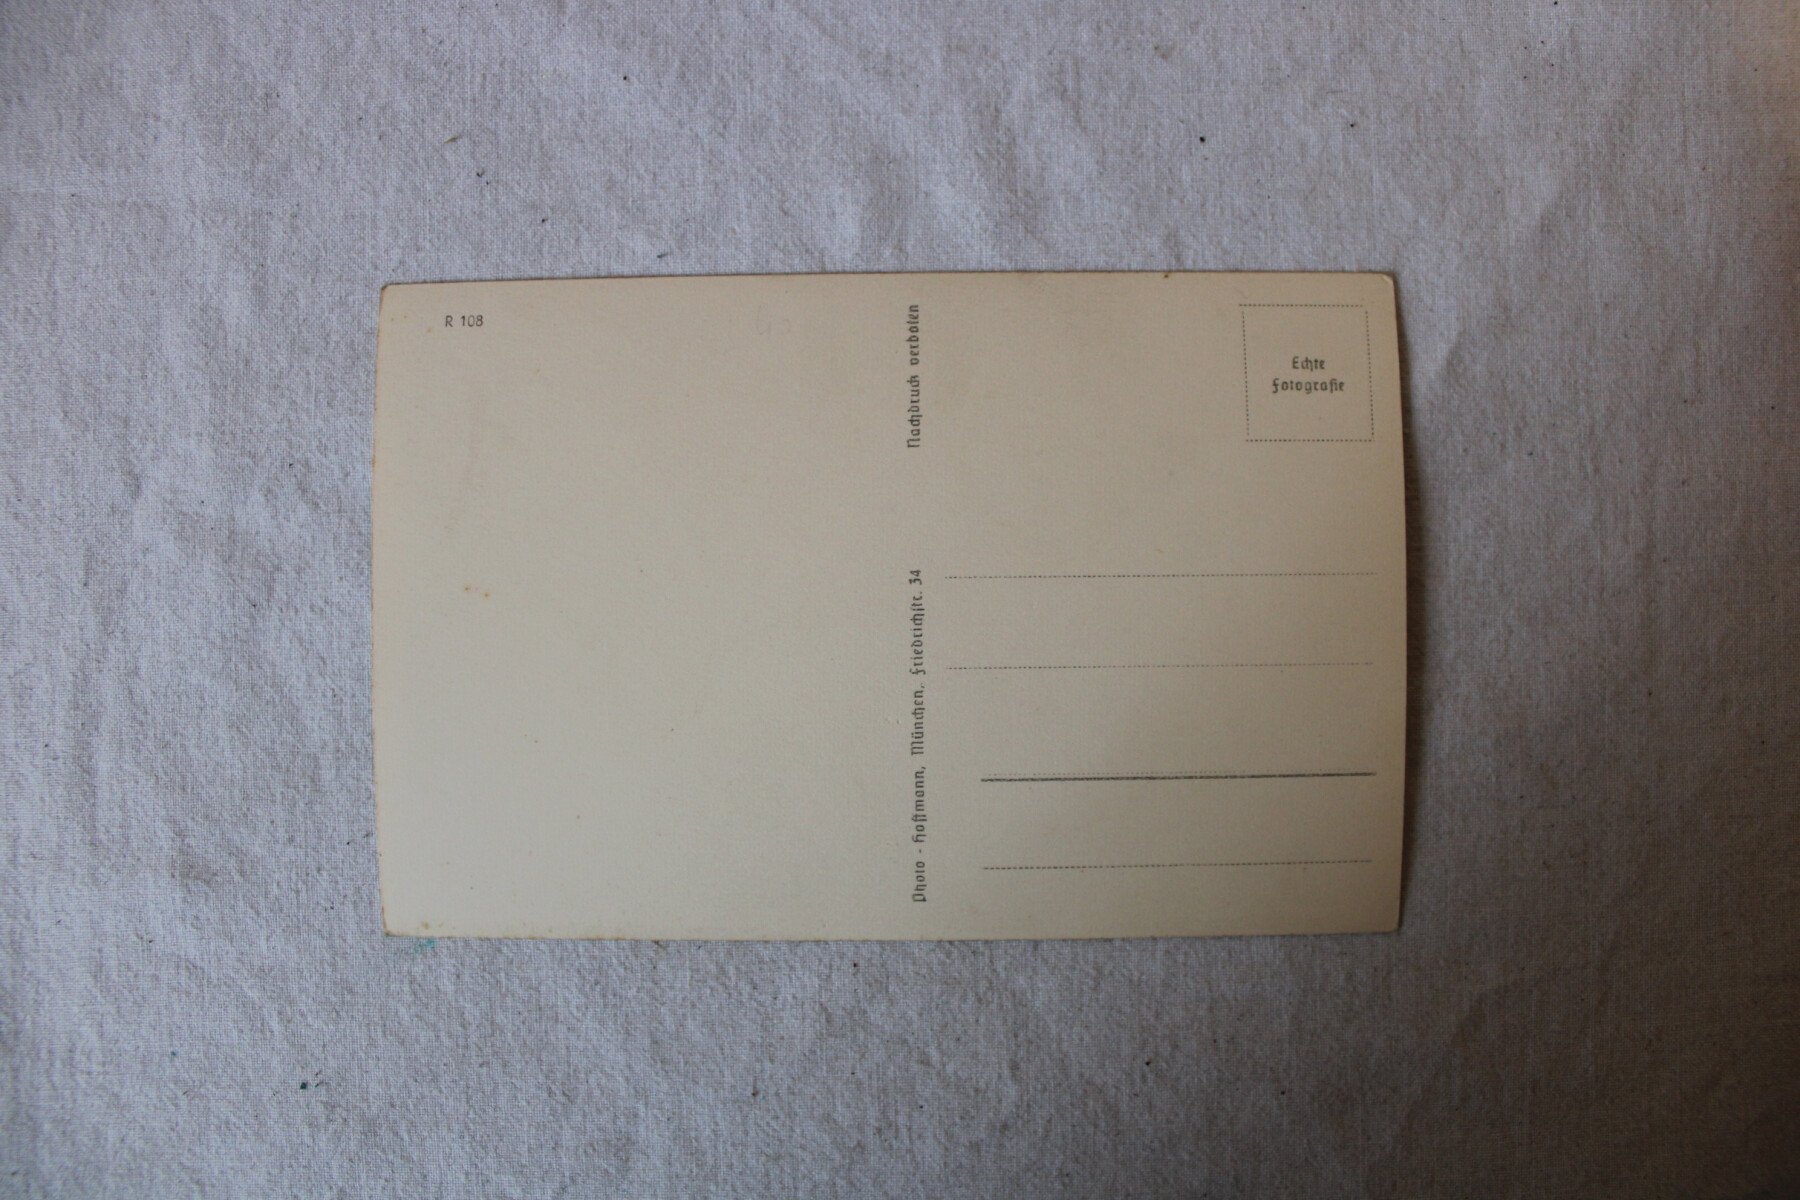 R 108
Nachdruck verboten
Photo - Hoffmann, München, Friedrichstr. 34
Echte
Fotografie